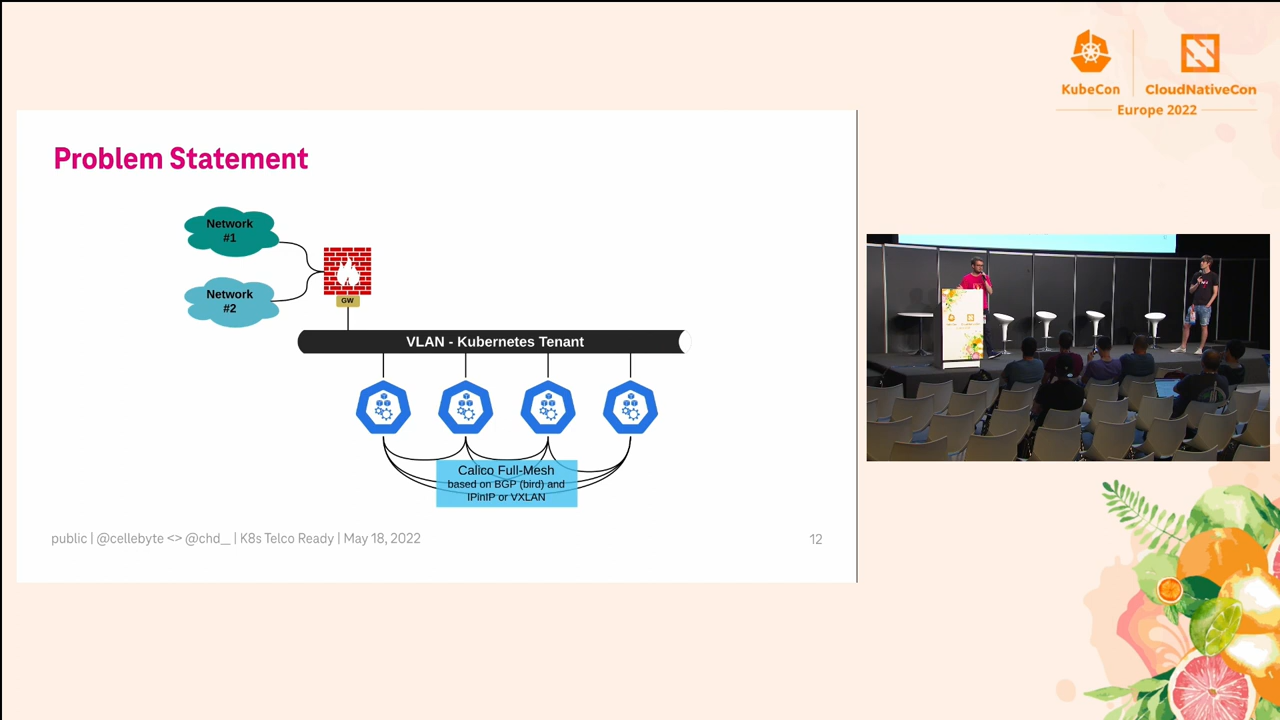 KubeCon
CloudNativeCon
Europe 2022
Problem Statement
Network
#1
Network
#2
GW
VLAN - Kubernetes Tenant
Calico Full-Mesh
based on BGP (bird) and
IPinIP or VXLAN
public | @cellebyte <> @chd_ | K8s Telco Ready | May 18, 2022
12